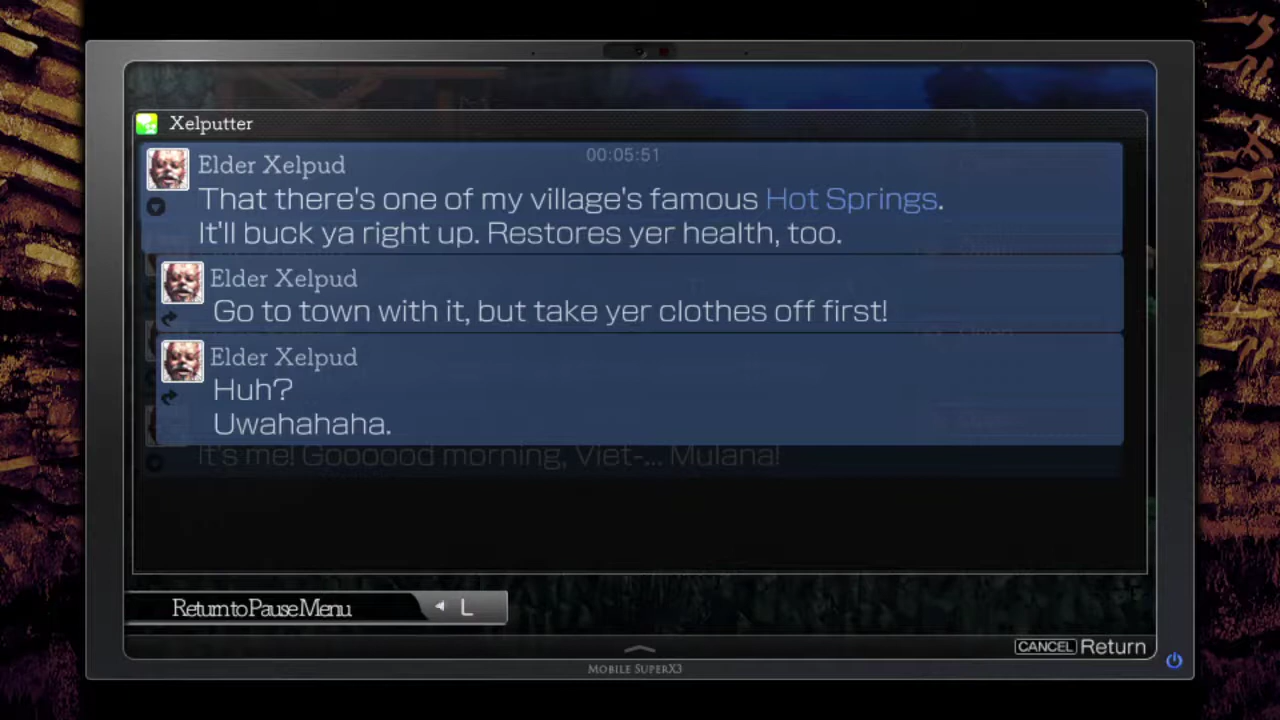 Xelputter
Elder Xelpud
00:05:51
That there's one of my village's famous Hot Springs.
It'll buck ya right up. Restores yer health, too.
Elder Xelpud
Go to town with it, but take yer clothes off first!
Elder Xelpud
Huh?
Uwahahaha.
It's me! Goooood morning, Viet-... Mulana!
Return to Pause Menu
L
CANCEL Return
MOBILE SUPERX3